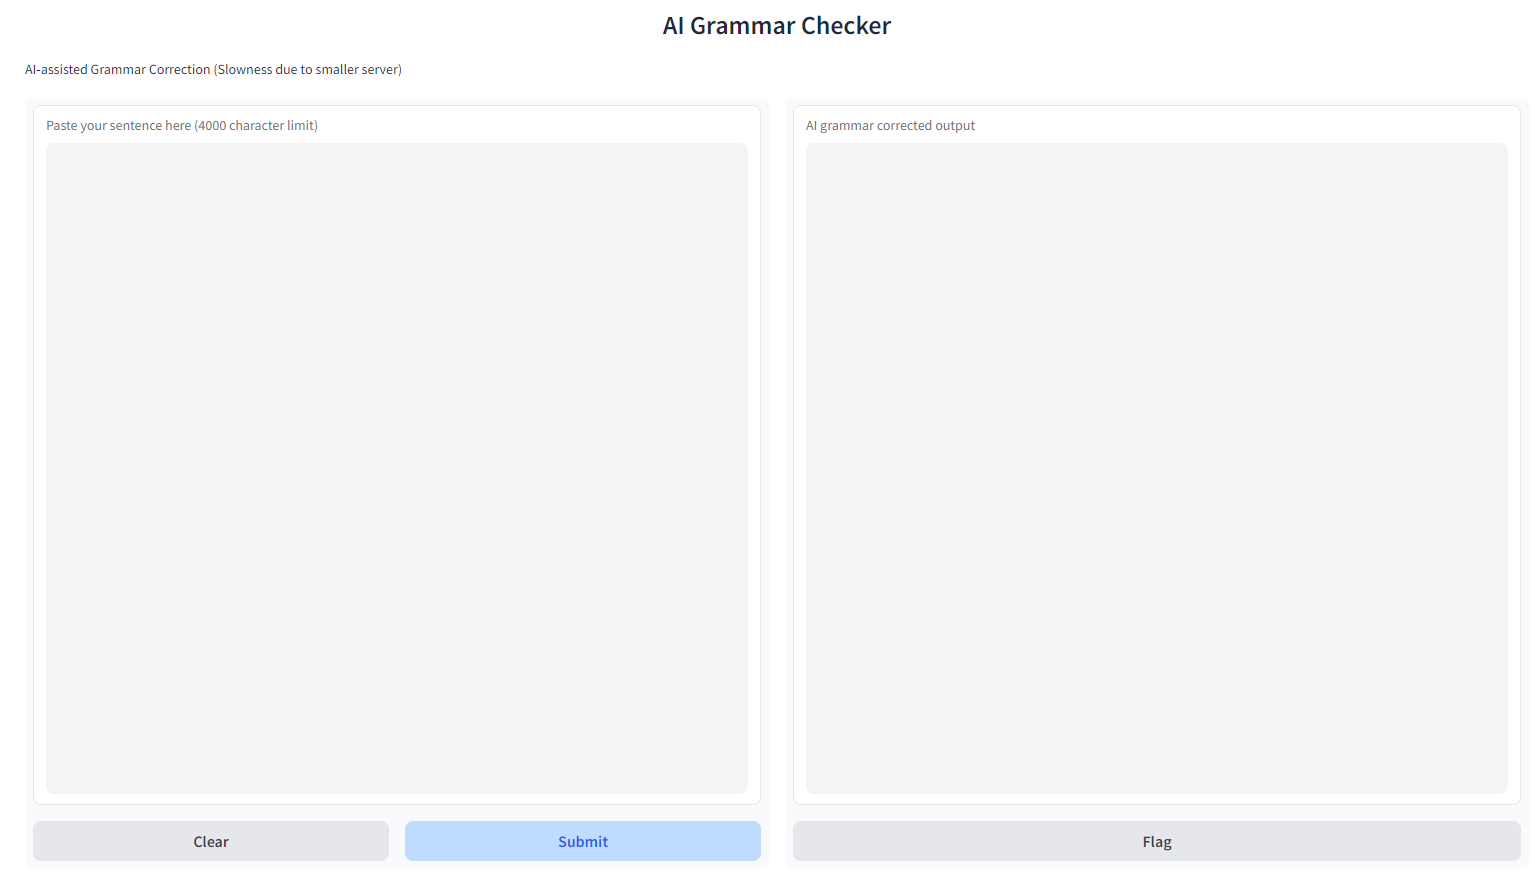 AI Grammar Checker
AI-assisted Grammar Correction (Slowness due to smaller server)
Paste your sentence here (4000 character limit)
AI grammar corrected output
Clear
Submit
Flag